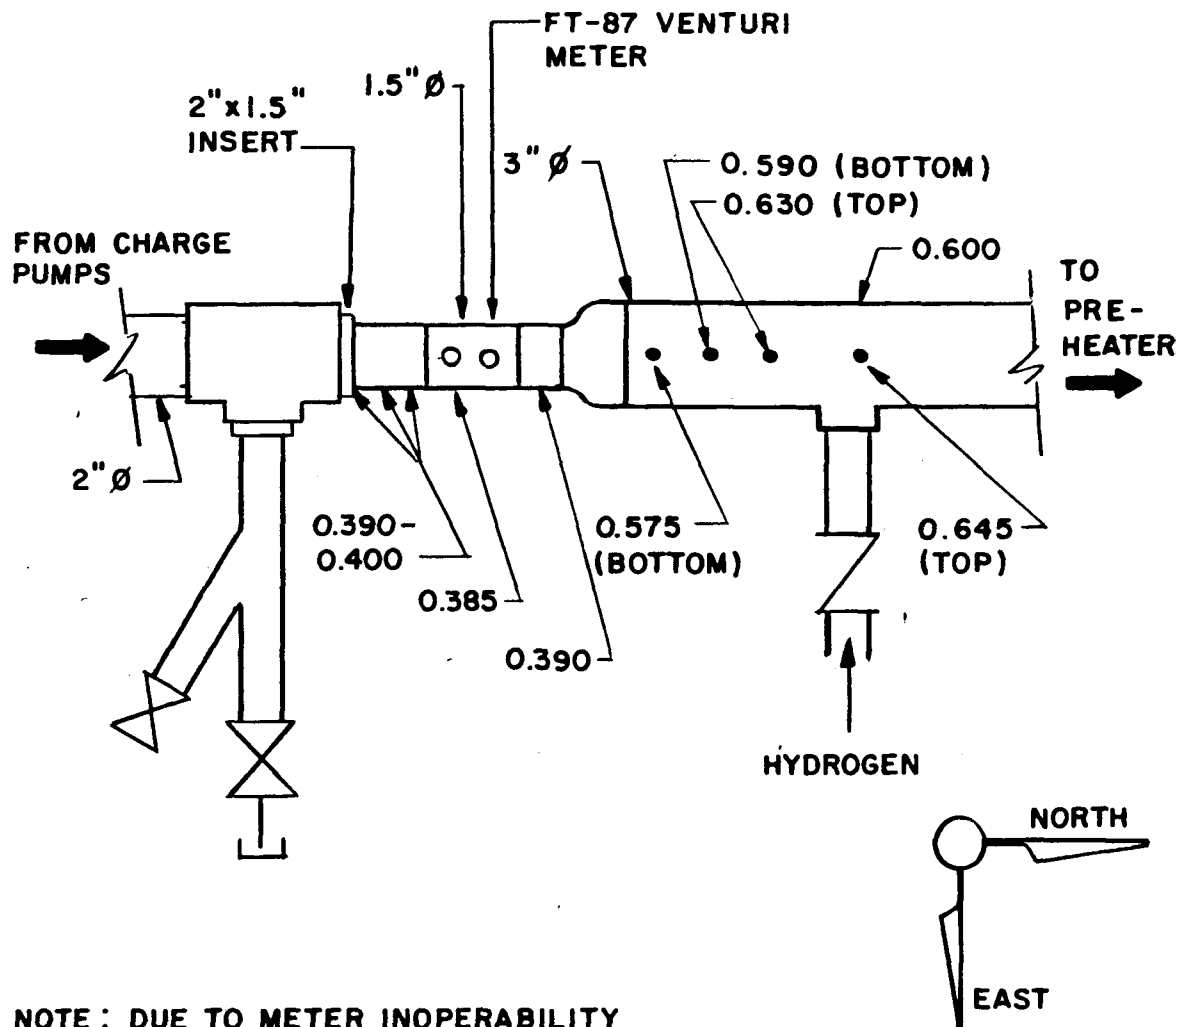 FT-87 VENTURI
METER
1.5"Ø
2"x1.5"
INSERT
3"Ø
0.590 (BOTTOM)
0.630 (TOP)
FROM CHARGE
PUMPS
0.600
TO
PRE-
HEATER
2"Ø
0.390-
0.400
0.575
(BOTTOM)
0.645
(TOP)
0.385
0.390
HYDROGEN
NORTH
EAST
NOTE: DUE TO METER INOPERABILITY